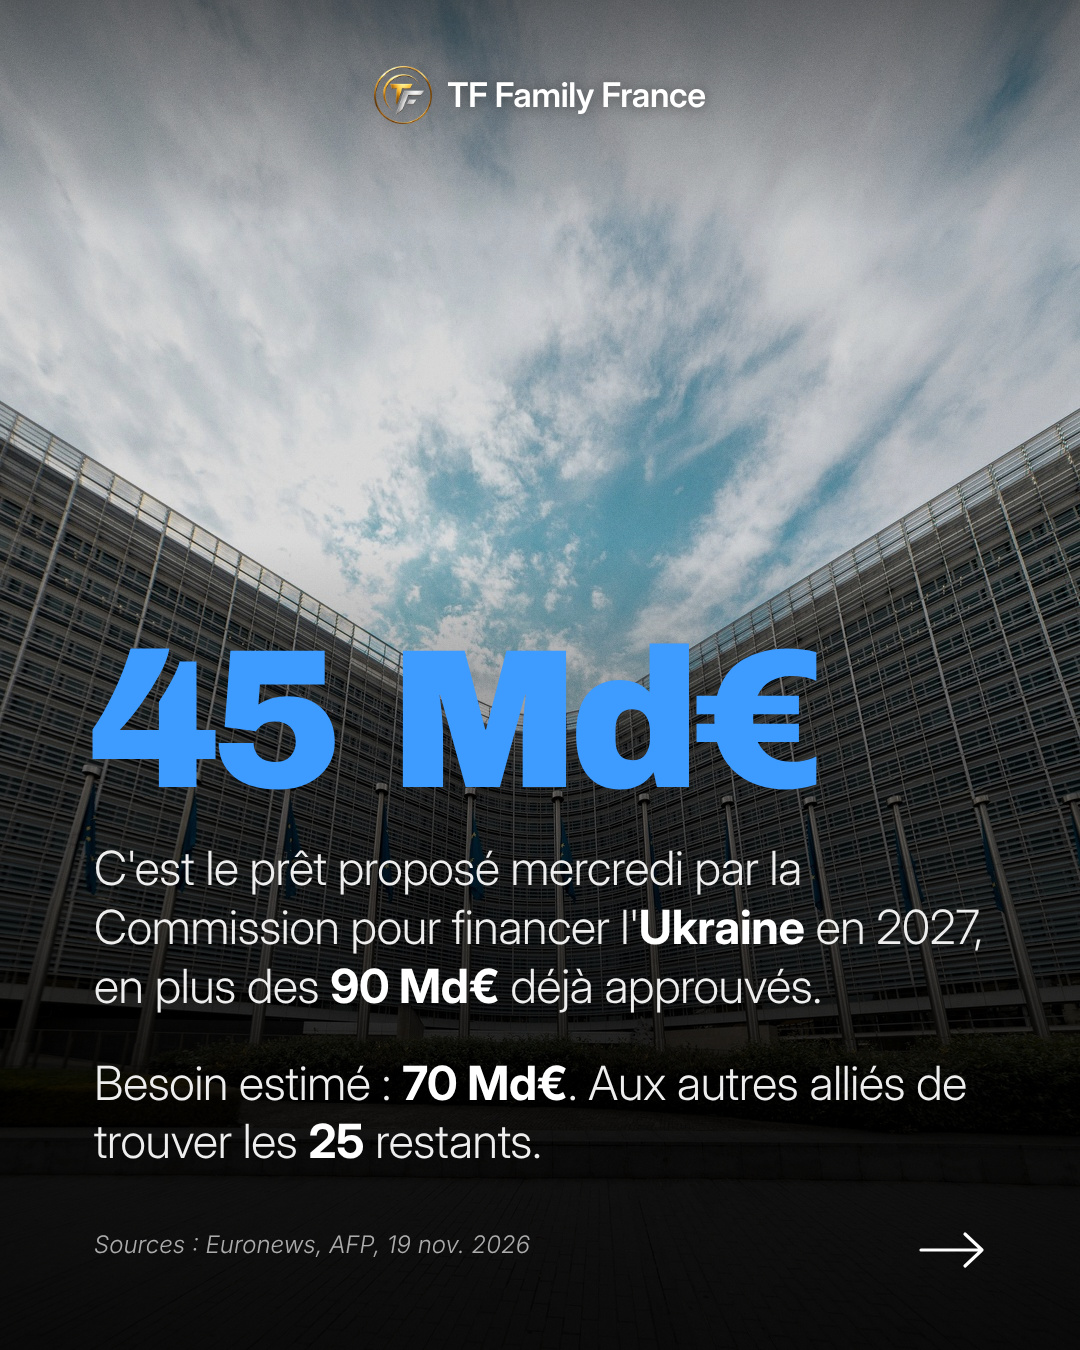 TF Family France
45 Md€
C'est le prêt proposé mercredi par la
Commission pour financer l'Ukraine en 2027,
en plus des 90 Md€ déjà approuvés.
Besoin estimé : 70 Md€. Aux autres alliés de
trouver les 25 restants.
Sources : Euronews, AFP, 19 nov. 2026